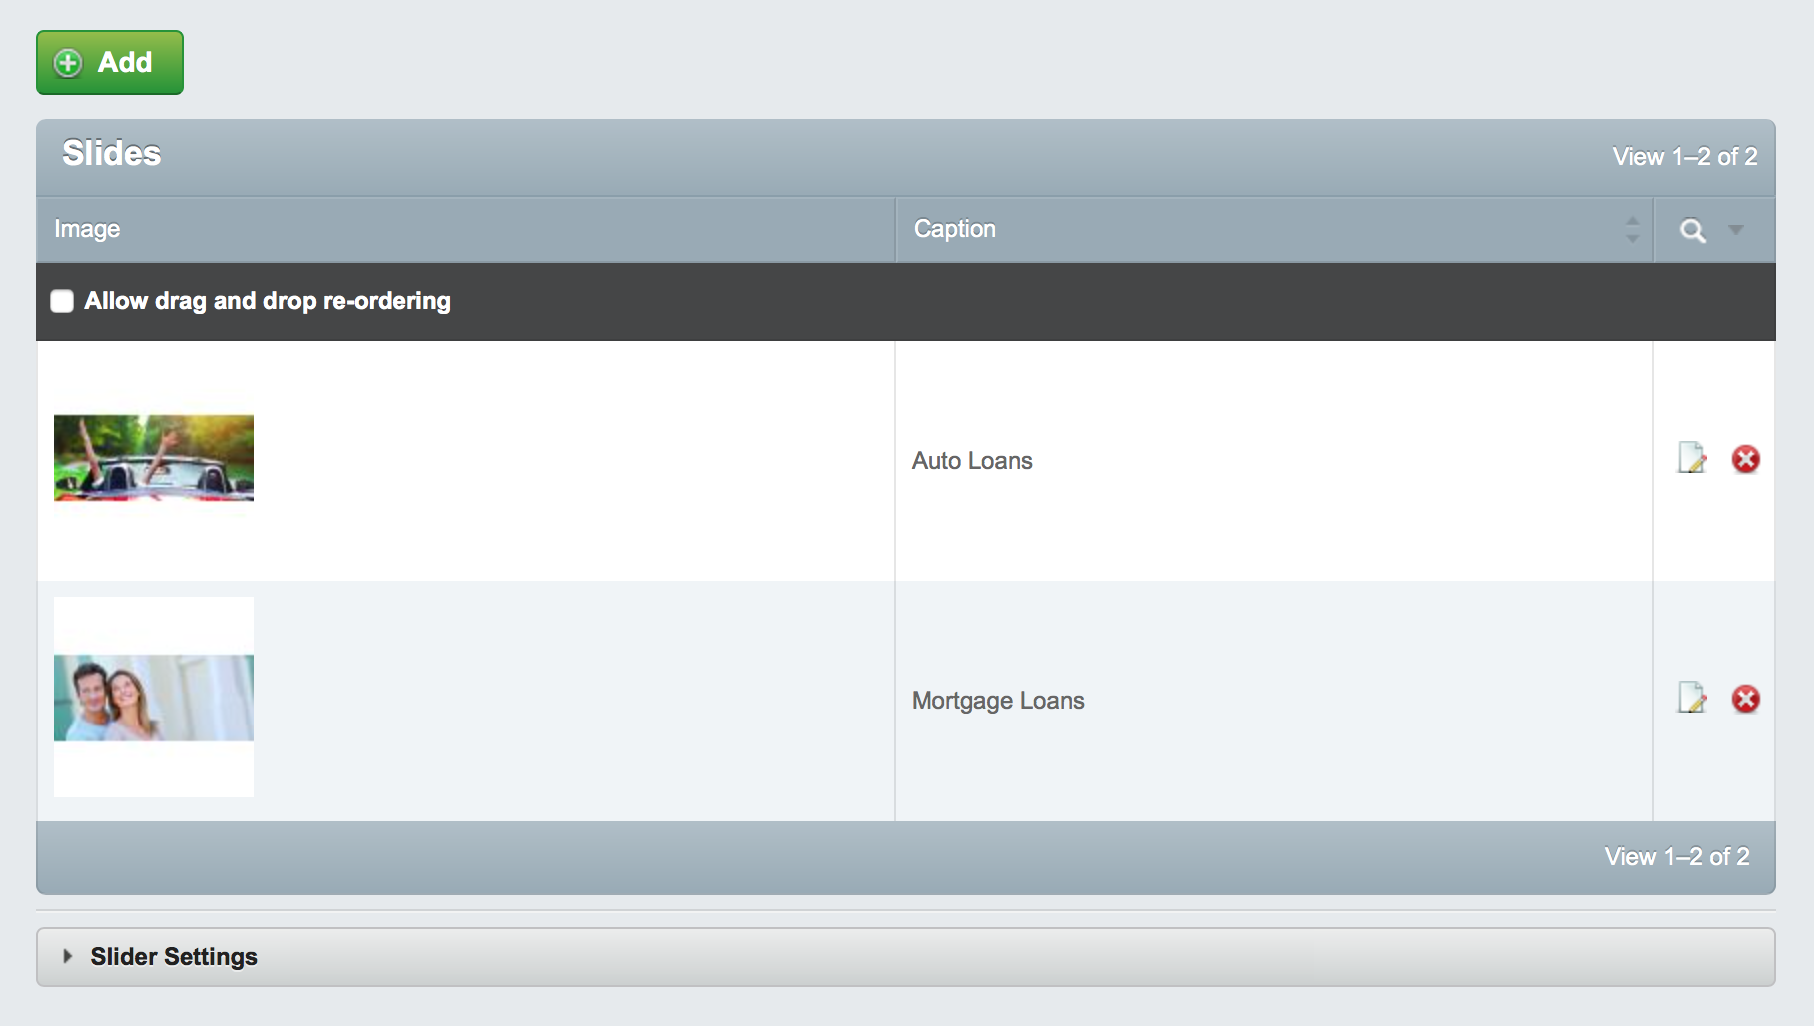 Add
Slides
View 1–2 of 2
Image
Caption
Allow drag and drop re-ordering
Auto Loans
Mortgage Loans
View 1–2 of 2
Slider Settings